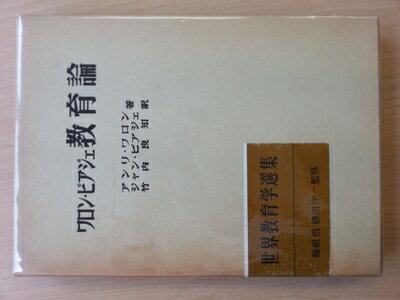 ワロン・ピアジェ教育論
アンリ・ワロン
ジャン・ピアジェ 著
竹内良知 訳
世界教育学選集
梅根悟・勝田守一監修